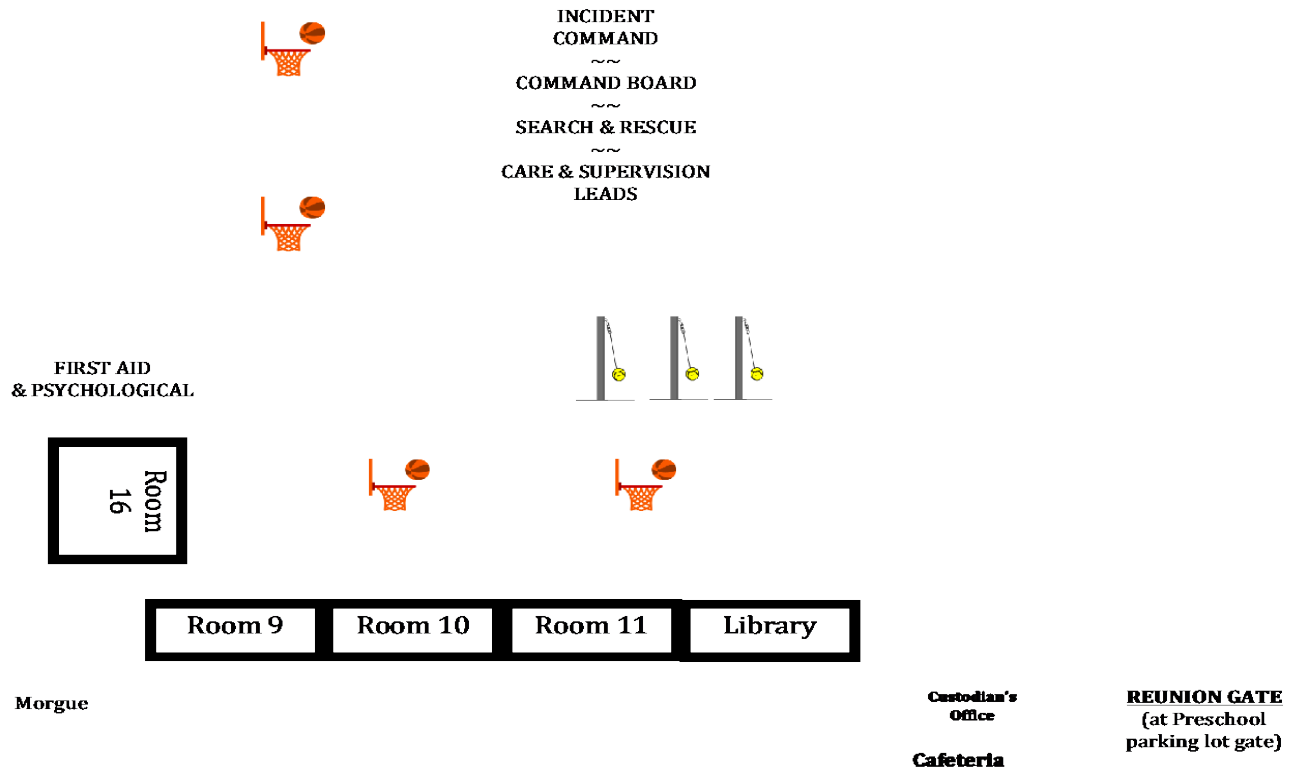 INCIDENT
COMMAND
~~
COMMAND BOARD
~~
SEARCH & RESCUE
~~
CARE & SUPERVISION
LEADS
FIRST AID
& PSYCHOLOGICAL
Room
16
Room 9
Room 10
Room 11
Library
Morgue
Custodian's
Office
Cafeteria
REUNION GATE
(at Preschool
parking lot gate)